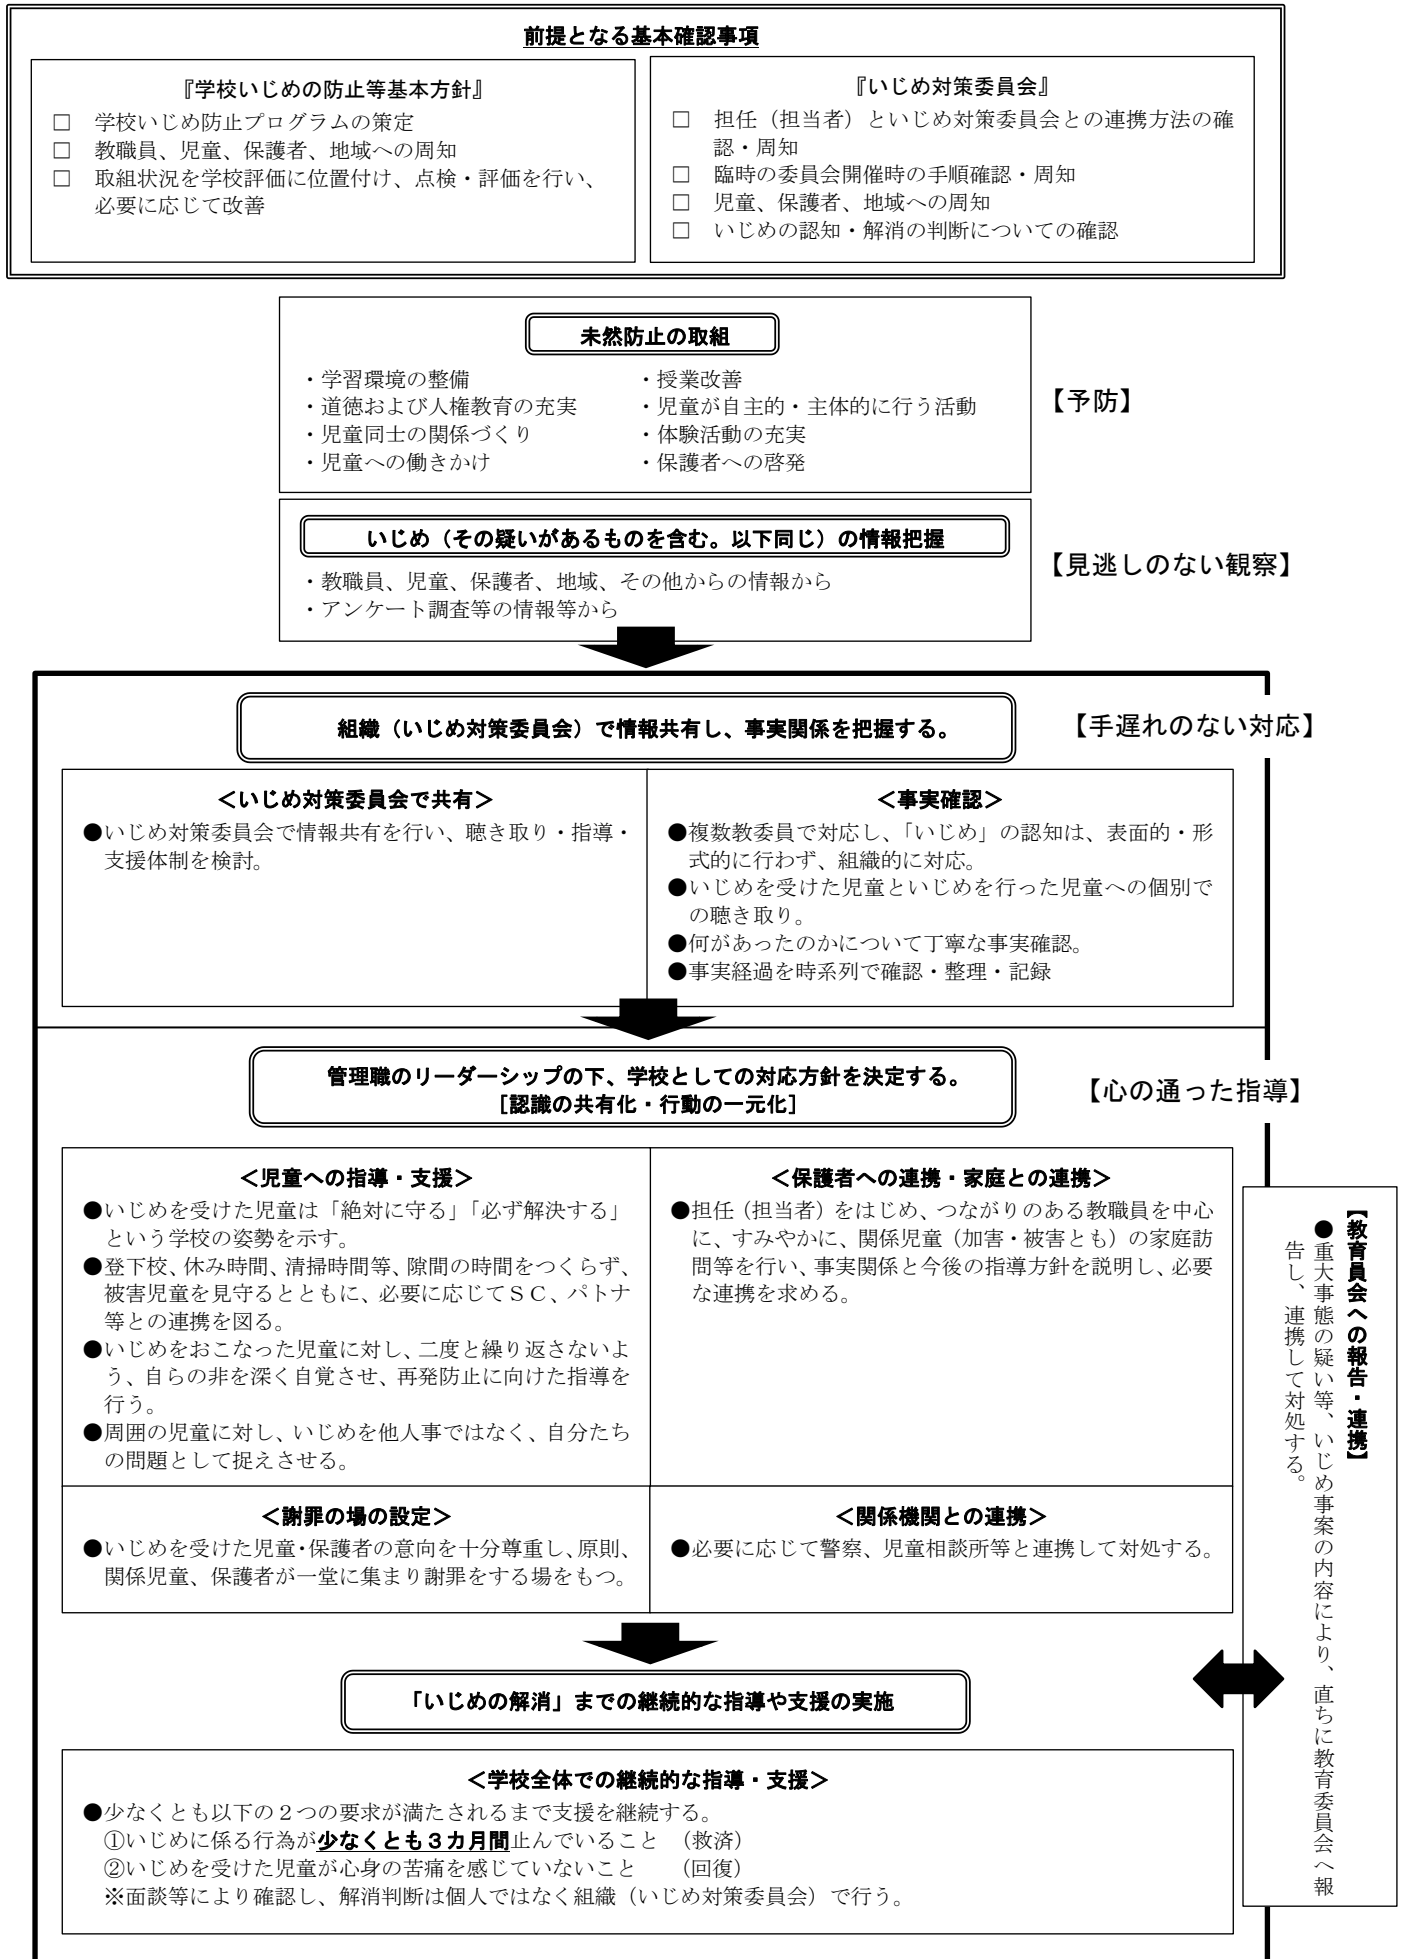 前提となる基本確認事項
『学校いじめの防止等基本方針』
□ 学校いじめ防止プログラムの策定
□ 教職員、児童、保護者、地域への周知
□ 取組状況を学校評価に位置付け、点検・評価を行い、
必要に応じて改善
『いじめ対策委員会』
□ 担任（担当者）といじめ対策委員会との連携方法の確
認・周知
□ 臨時の委員会開催時の手順確認・周知
□ 児童、保護者、地域への周知
□ いじめの認知・解消の判断についての確認
未然防止の取組
・学習環境の整備
・道徳および人権教育の充実
・児童同士の関係づくり
・児童への働きかけ
・授業改善
・児童が自主的・主体的に行う活動
・体験活動の充実
・保護者への啓発
【予防】
いじめ（その疑いがあるものを含む。以下同じ）の情報把握
・教職員、児童、保護者、地域、その他からの情報から
・アンケート調査等の情報等から
【見逃しのない観察】
組織（いじめ対策委員会）で情報共有し、事実関係を把握する。
【手遅れのない対応】
＜いじめ対策委員会で共有＞
●いじめ対策委員会で情報共有を行い、聴き取り・指導・
支援体制を検討。
＜事実確認＞
●複数教委員で対応し、「いじめ」の認知は、表面的・形
式的に行わず、組織的に対応。
●いじめを受けた児童といじめを行った児童への個別で
の聴き取り。
●何があったのかについて丁寧な事実確認。
●事実経過を時系列で確認・整理・記録
管理職のリーダーシップの下、学校としての対応方針を決定する。
［認識の共有化・行動の一元化］
【心の通った指導】
＜児童への指導・支援＞
●いじめを受けた児童は「絶対に守る」「必ず解決する」
という学校の姿勢を示す。
●登下校、休み時間、清掃時間等、隙間の時間をつくらず、
被害児童を見守るとともに、必要に応じてＳＣ、パトナ
等との連携を図る。
●いじめをおこなった児童に対し、二度と繰り返さないよ
う、自らの非を深く自覚させ、再発防止に向けた指導を
行う。
●周囲の児童に対し、いじめを他人事ではなく、自分たち
の問題として捉えさせる。
＜保護者への連携・家庭との連携＞
●担任（担当者）をはじめ、つながりのある教職員を中心
に、すみやかに、関係児童（加害・被害とも）の家庭訪
問等を行い、事実関係と今後の指導方針を説明し、必要
な連携を求める。
＜謝罪の場の設定＞
●いじめを受けた児童・保護者の意向を十分尊重し、原則、
関係児童、保護者が一堂に集まり謝罪をする場をもつ。
＜関係機関との連携＞
●必要に応じて警察、児童相談所等と連携して対処する。
【教育員会への報告・連携】
●重大事態の疑い等、いじめ事案の内容により、直ちに教育委員会へ報
告し、連携して対処する。
「いじめの解消」までの継続的な指導や支援の実施
＜学校全体での継続的な指導・支援＞
●少なくとも以下の２つの要求が満たされるまで支援を継続する。
①いじめに係る行為が少なくとも３カ月間止んでいること （救済）
②いじめを受けた児童が心身の苦痛を感じていないこと （回復）
※面談等により確認し、解消判断は個人ではなく組織（いじめ対策委員会）で行う。